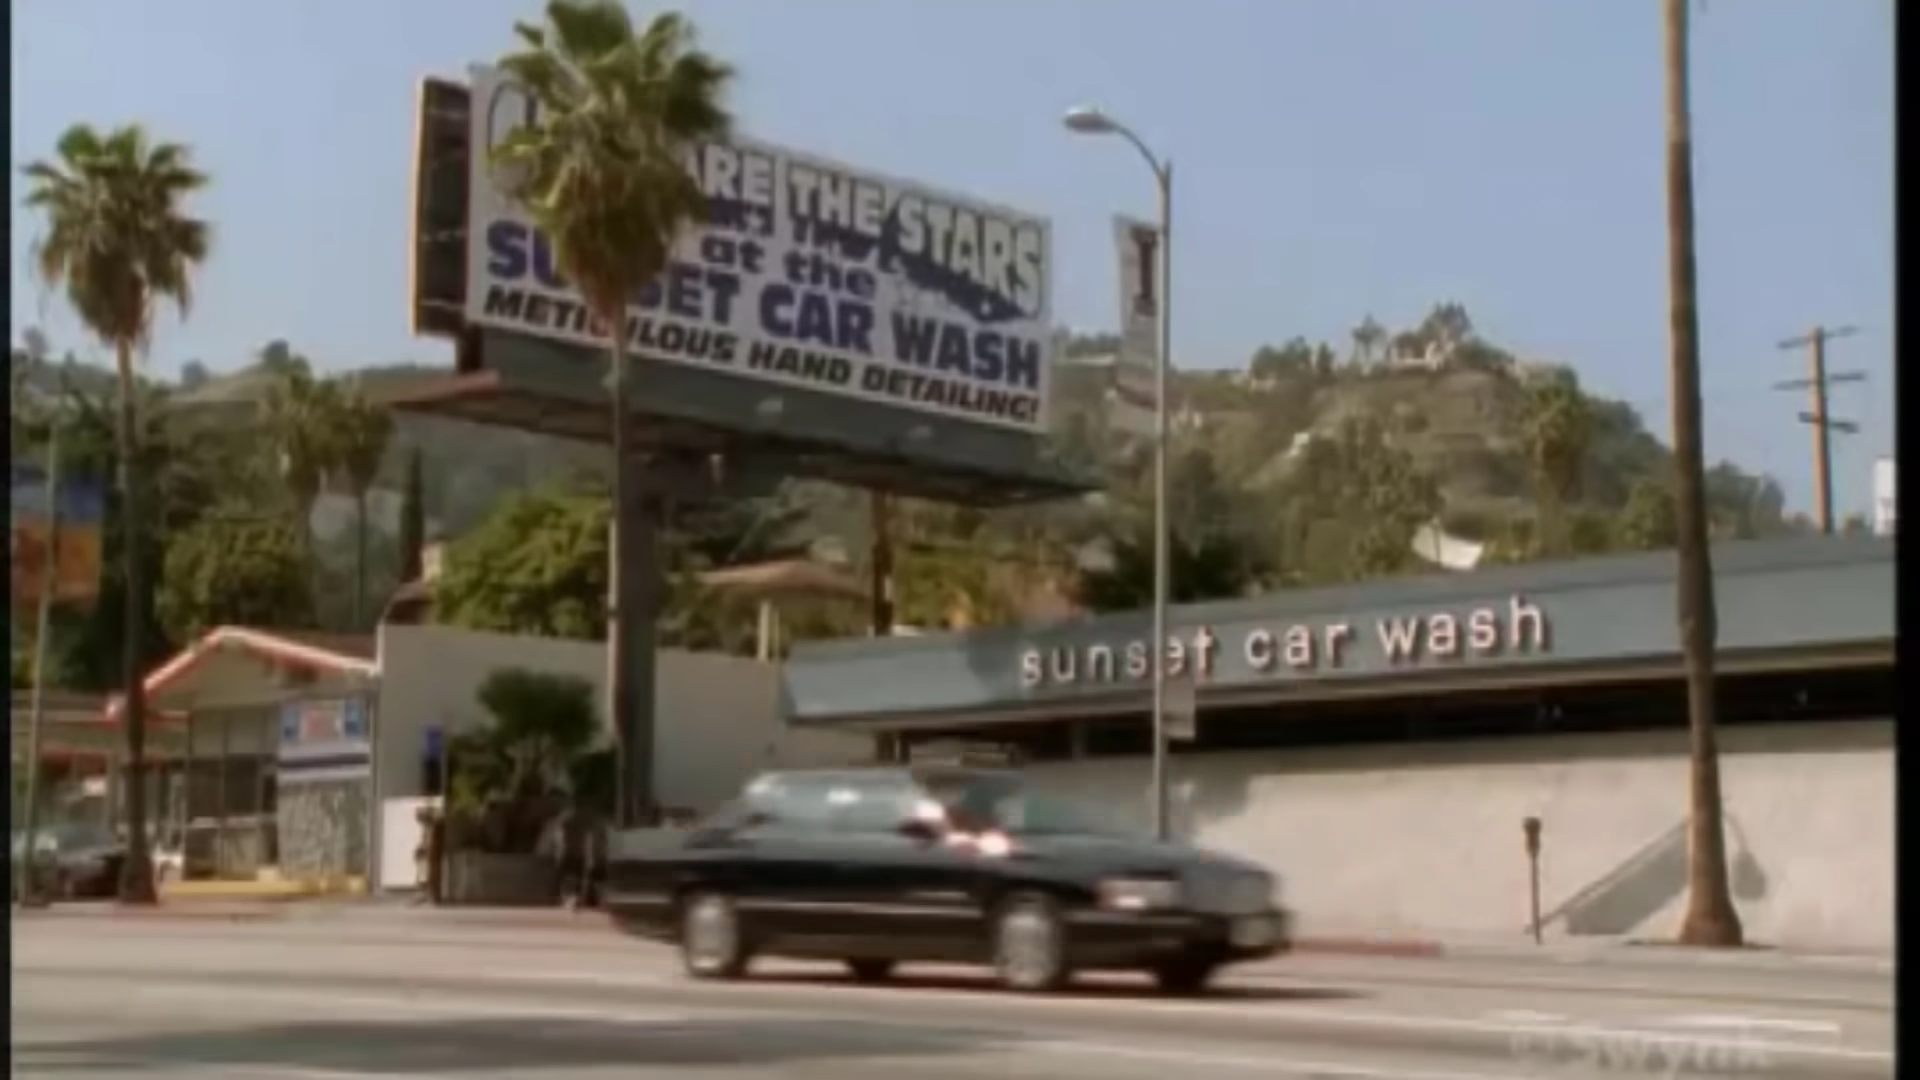 ARE THE STARS
at the
SUNSET CAR WASH
METICULOUS HAND DETAILING!
sunset car wash